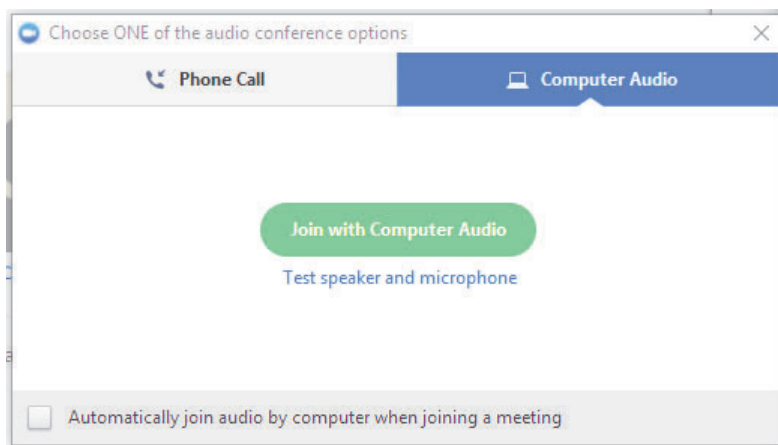 Choose ONE of the audio conference options
Phone Call
Computer Audio
Join with Computer Audio
Test speaker and microphone
Automatically join audio by computer when joining a meeting